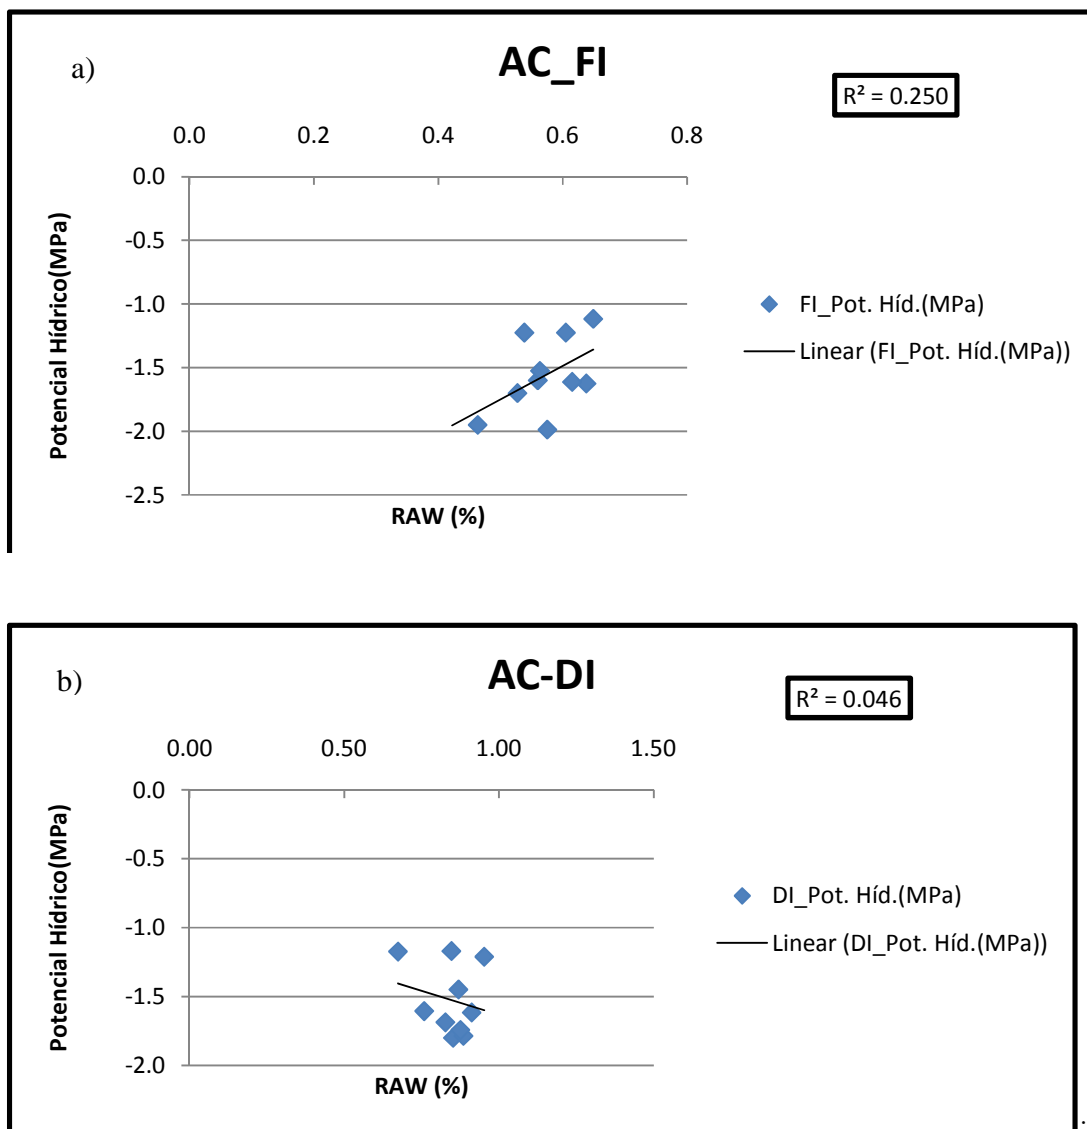 a)
AC_FI
R² = 0.250
0.0 0.2 0.4 0.6 0.8
0.0
-0.5
-1.0
-1.5
-2.0
-2.5
Potencial Hídrico(MPa)
RAW (%)
FI_Pot. Híd.(MPa)
Linear (FI_Pot. Híd.(MPa))
b)
AC-DI
R² = 0.046
0.00 0.50 1.00 1.50
0.0
-0.5
-1.0
-1.5
-2.0
Potencial Hídrico(MPa)
RAW (%)
DI_Pot. Híd.(MPa)
Linear (DI_Pot. Híd.(MPa))
.